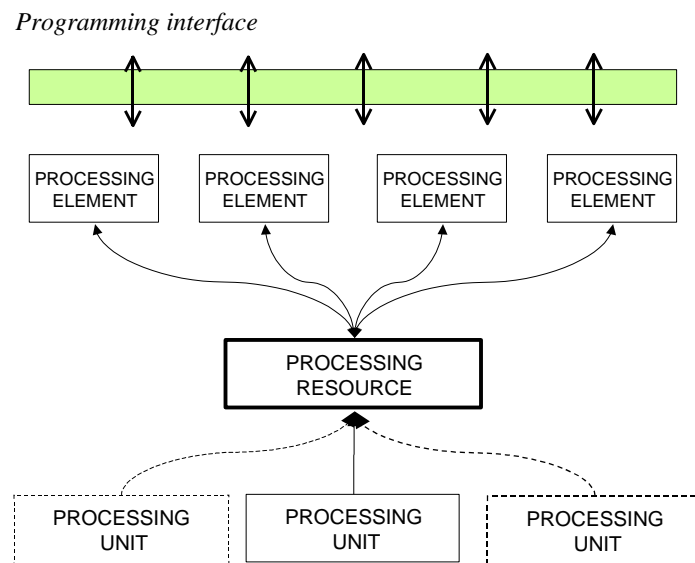 Programming interface
PROCESSING
ELEMENT
PROCESSING
ELEMENT
PROCESSING
ELEMENT
PROCESSING
ELEMENT
PROCESSING
RESOURCE
PROCESSING
UNIT
PROCESSING
UNIT
PROCESSING
UNIT